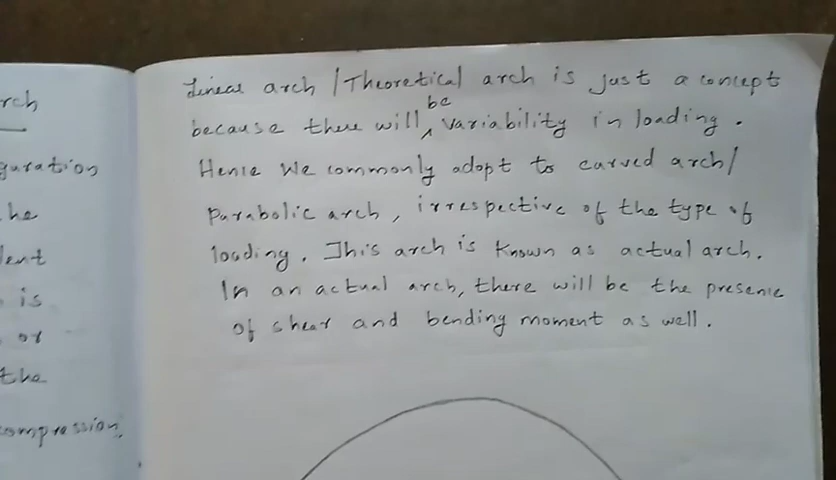 rch
guration
he
lent
is
or
the
ompression.
Linear arch / Theoretical arch is just a concept
because there will be variability in loading.
Hence We commonly adopt to curved arch/
Parabolic arch, irrespective of the type of
loading. This arch is known as actual arch.
In an actual arch, there will be the presence
of shear and bending moment as well.